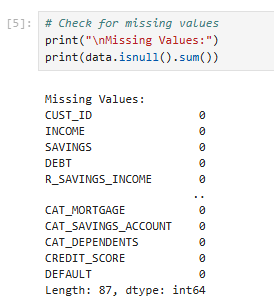 [5]: # Check for missing values
print("\nMissing Values:")
print(data.isnull().sum())
Missing Values:
CUST_ID 0
INCOME 0
SAVINGS 0
DEBT 0
R_SAVINGS_INCOME 0
..
CAT_MORTGAGE 0
CAT_SAVINGS_ACCOUNT 0
CAT_DEPENDENTS 0
CREDIT_SCORE 0
DEFAULT 0
Length: 87, dtype: int64